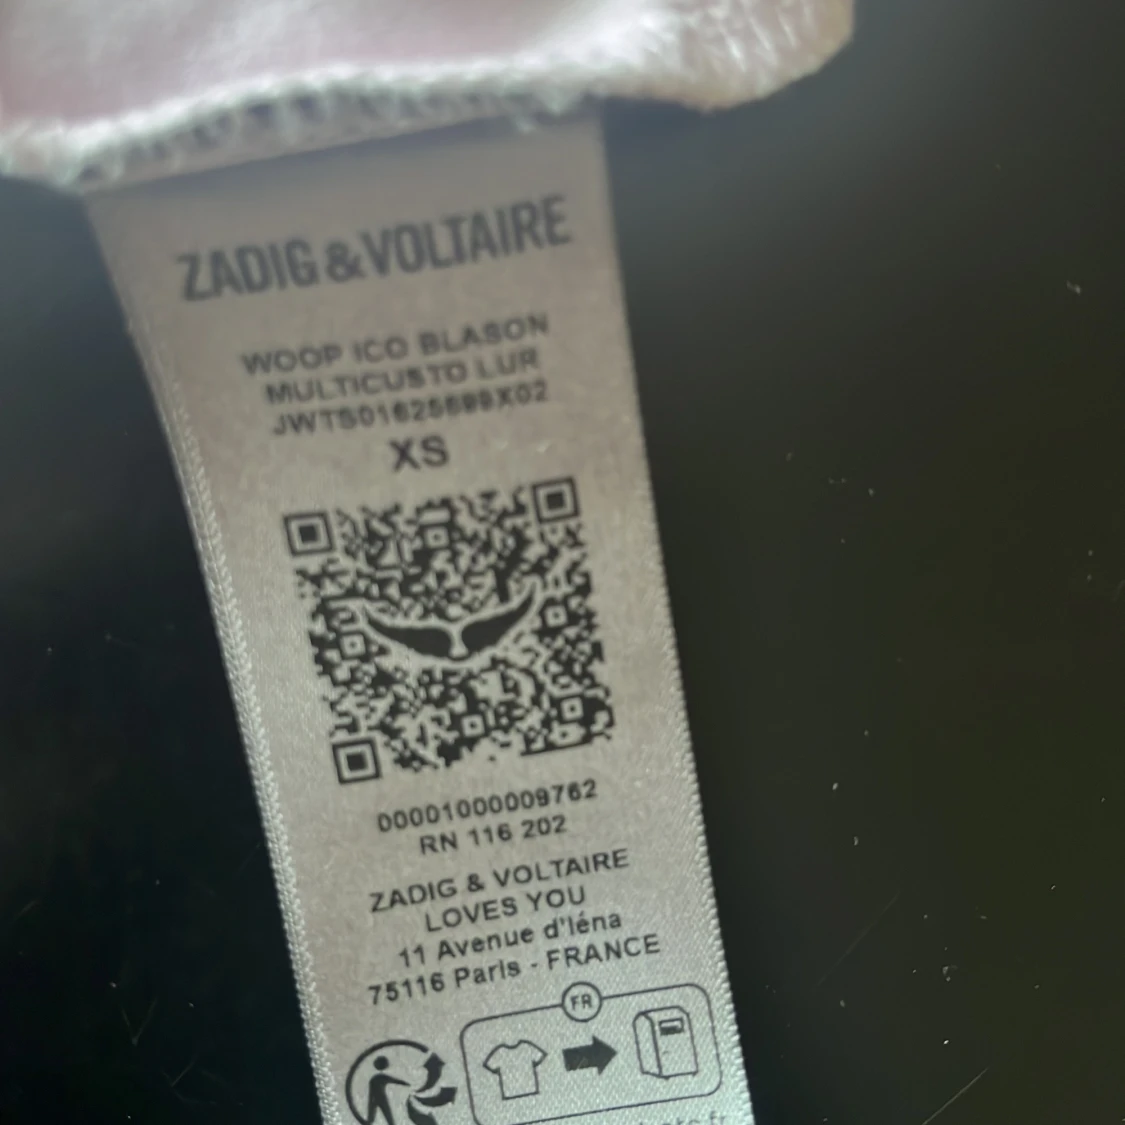 ZADIG & VOLTAIRE
WOOP ICO BLASON
MULTICUSTO LUR
XS
00001000009762
RN 116 202
ZADIG & VOLTAIRE
LOVES YOU
11 Avenue d'Iéna
75116 Paris - FRANCE
FR